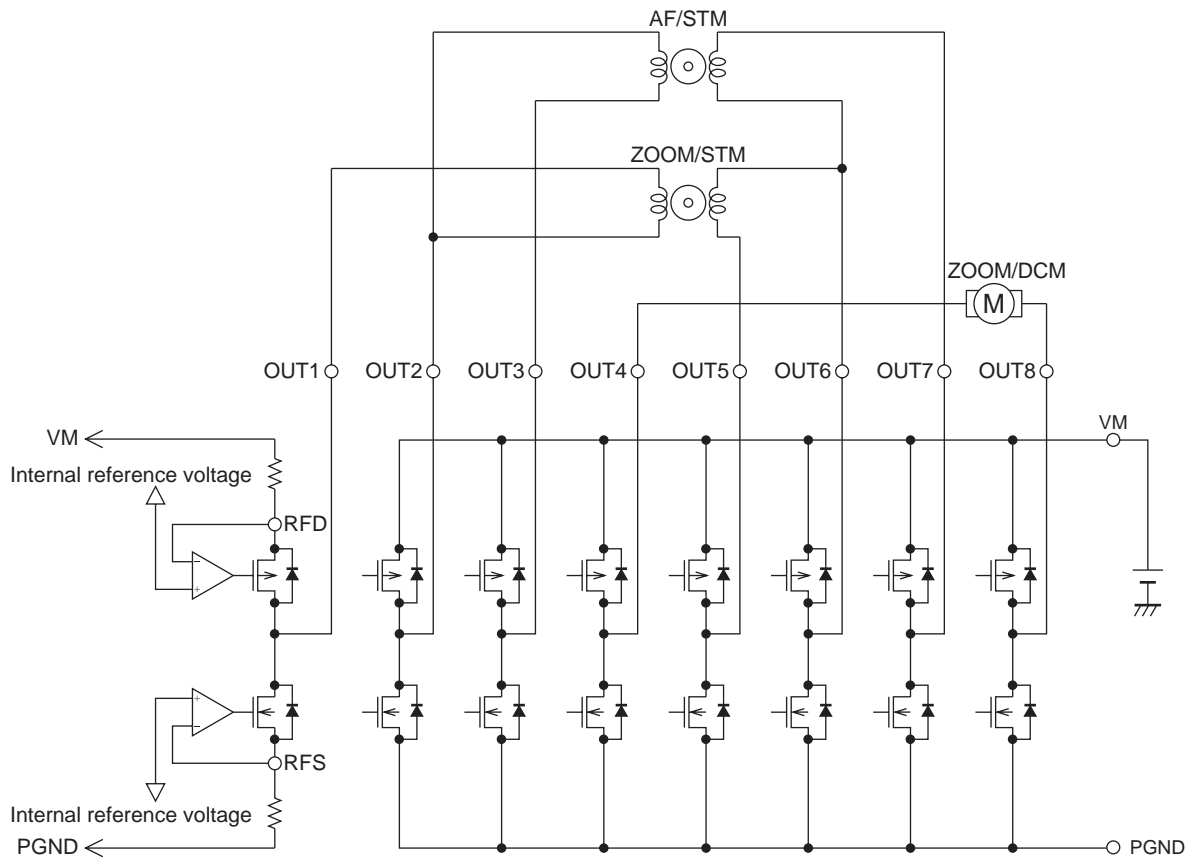 AF/STM
ZOOM/STM
ZOOM/DCM
M
OUT1 OUT2 OUT3 OUT4 OUT5 OUT6 OUT7 OUT8
VM VM
Internal reference voltage
RFD
− +
+ −
RFS
Internal reference voltage
PGND PGND